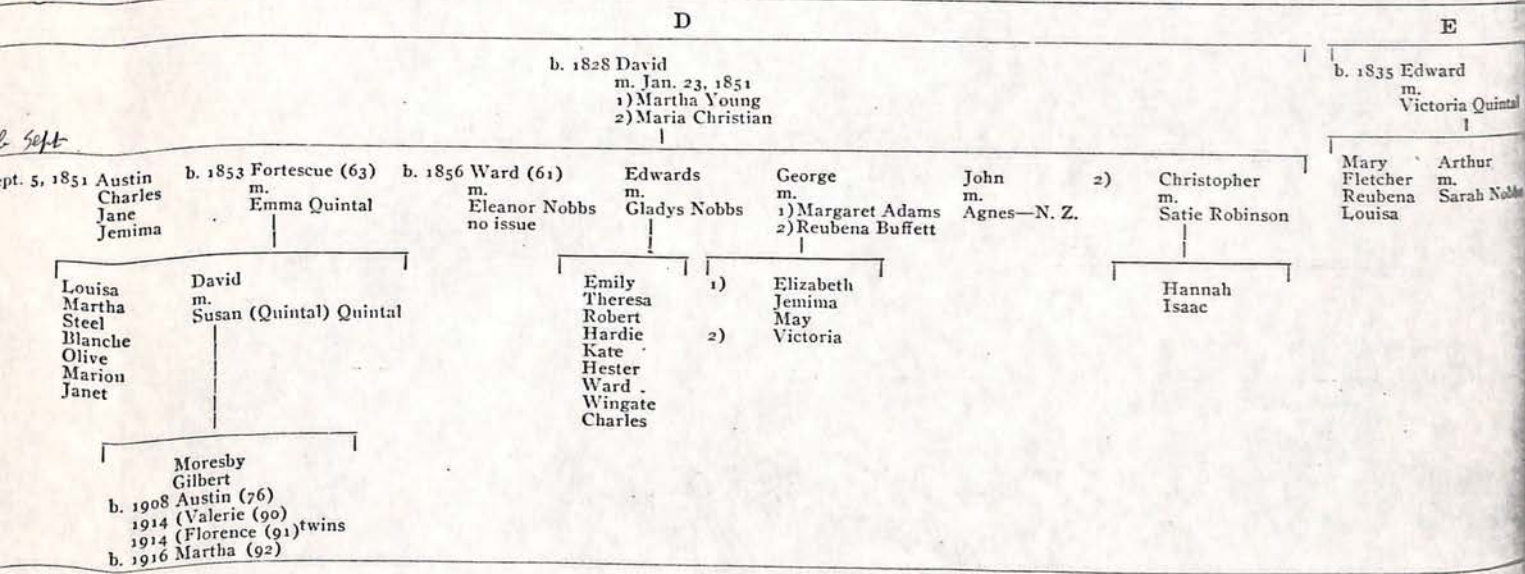 D
E
b. 1828 David
m. Jan. 23, 1851
1) Martha Young
2) Maria Christian
b. 1835 Edward
m.
Victoria Quintal
Sept
pt. 5, 1851 Austin
Charles
Jane
Jemima
b. 1853 Fortescue (63)
m.
Emma Quintal
b. 1856 Ward (61)
m.
Eleanor Nobbs
no issue
Edwards
m.
Gladys Nobbs
George
m.
1) Margaret Adams
2) Reubena Buffett
John
m.
Agnes—N. Z.
2) Christopher
m.
Satie Robinson
Mary
Fletcher
Reubena
Louisa
Arthur
m.
Sarah Nobbs
Louisa
Martha
Steel
Blanche
Olive
Marion
Janet
David
m.
Susan (Quintal) Quintal
Emily
Theresa
Robert
Hardie
Kate
Hester
Ward
Wingate
Charles
1) Elizabeth
Jemima
May
2) Victoria
Hannah
Isaac
Moresby
Gilbert
b. 1908 Austin (76)
1914 (Valerie (90)
1914 (Florence (91) twins
b. 1916 Martha (92)